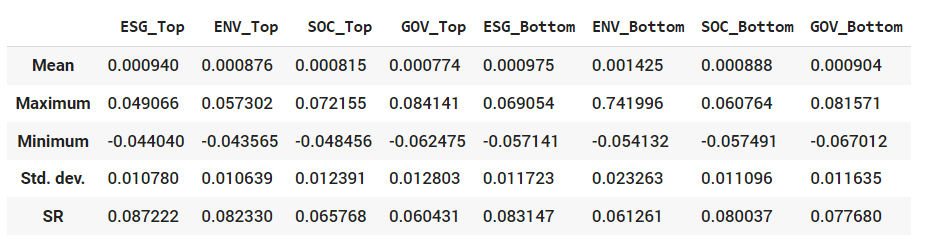 ESG_Top ENV_Top SOC_Top GOV_Top ESG_Bottom ENV_Bottom SOC_Bottom GOV_Bottom
Mean 0.000940 0.000876 0.000815 0.000774 0.000975 0.001425 0.000888 0.000904
Maximum 0.049066 0.057302 0.072155 0.084141 0.069054 0.741996 0.060764 0.081571
Minimum -0.044040 -0.043565 -0.048456 -0.062475 -0.057141 -0.054132 -0.057491 -0.067012
Std. dev. 0.010780 0.010639 0.012391 0.012803 0.011723 0.023263 0.011096 0.011635
SR 0.087222 0.082330 0.065768 0.060431 0.083147 0.061261 0.080037 0.077680